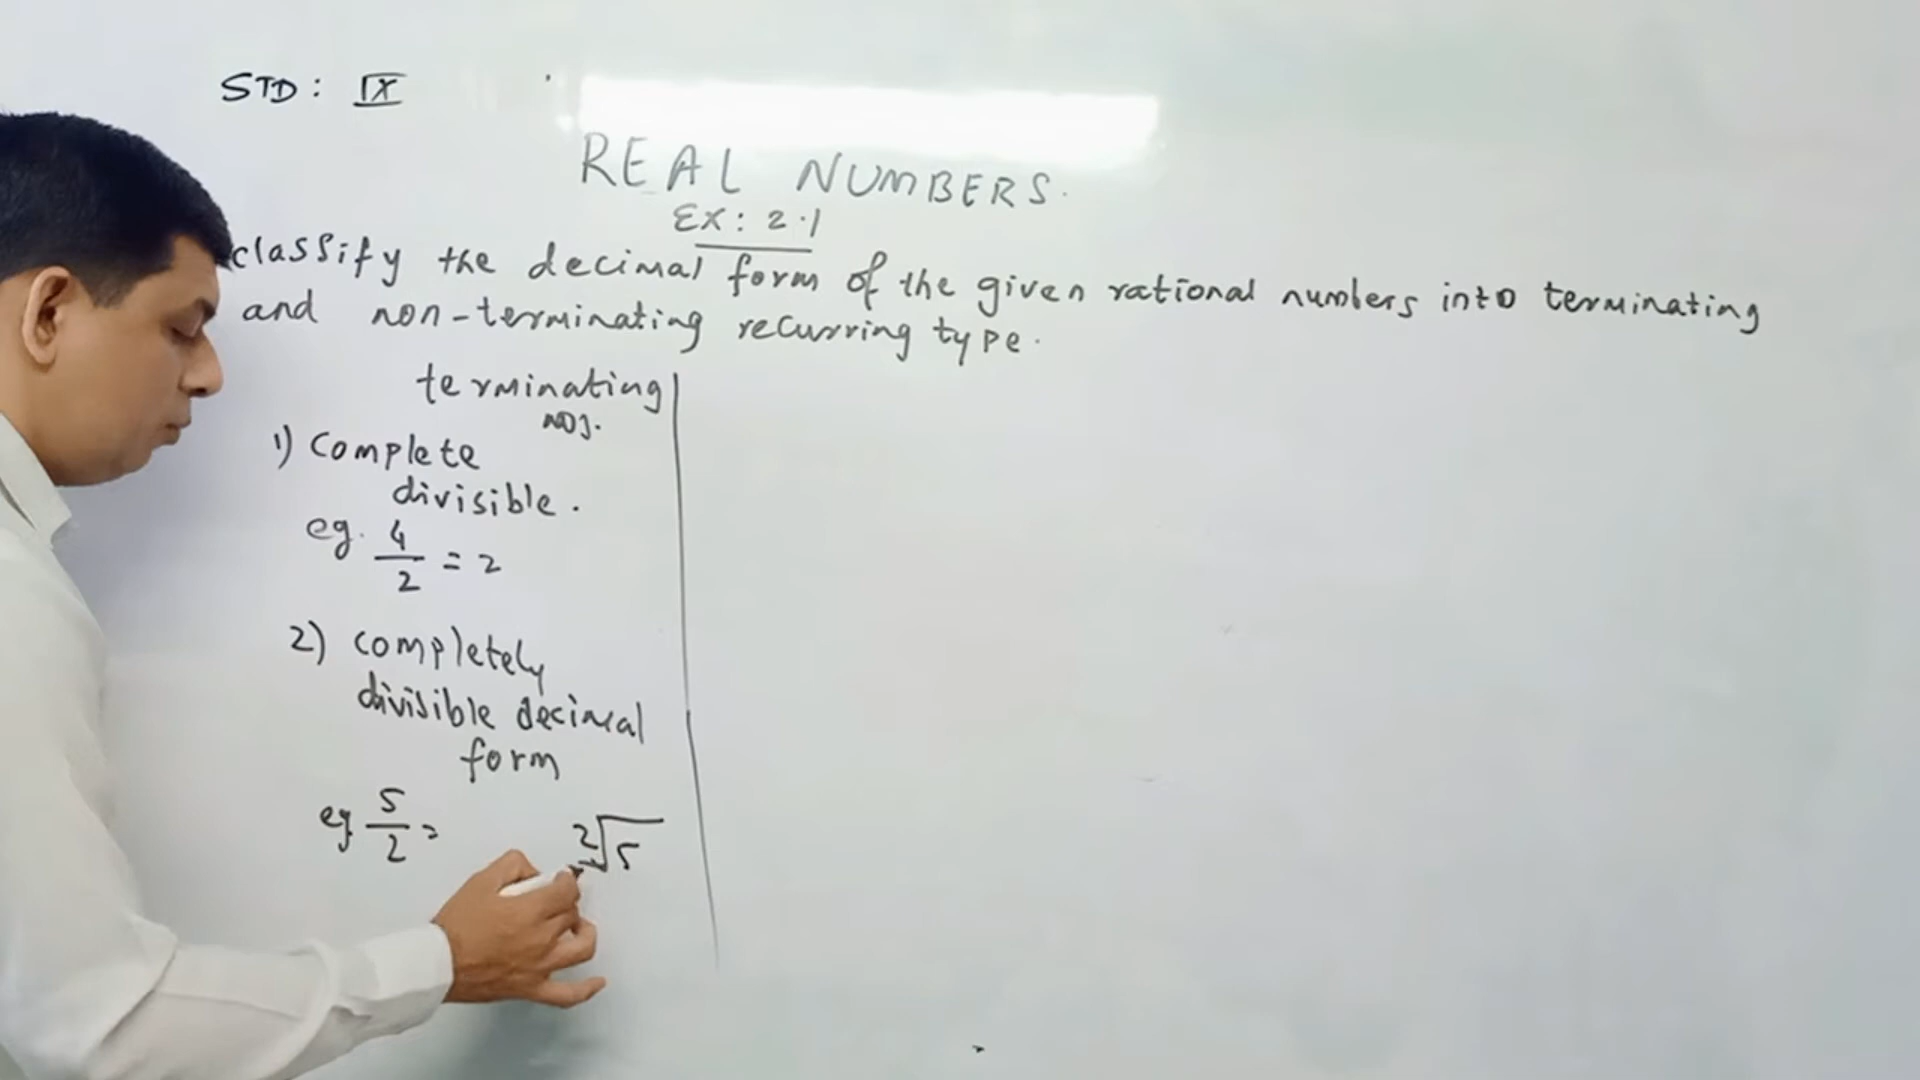 STD: IX
REAL NUMBERS.
EX: 2.1
classify the decimal form of the given rational numbers into terminating
and non-terminating recurring type.
terminating
nos.
1) Complete
divisible.
eg. 4/2 = 2
2) completely
divisible decimal
form
eg 5/2 =
2√5